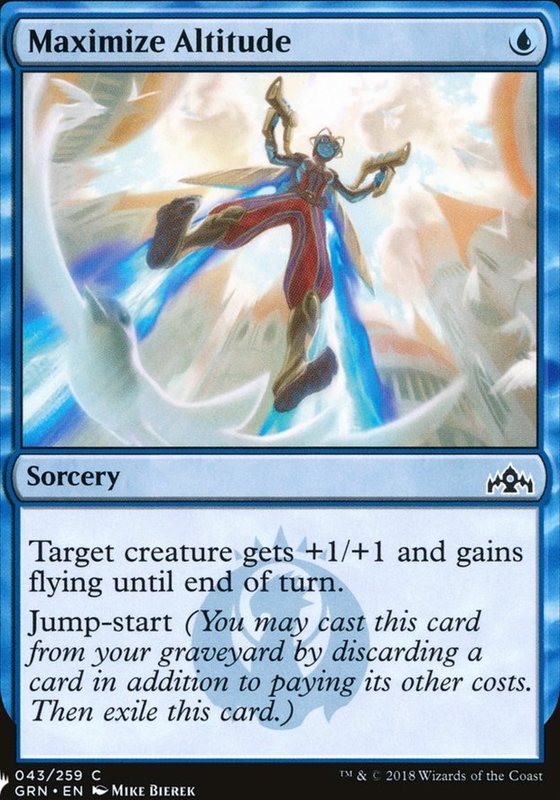 Maximize Altitude
Sorcery
Target creature gets +1/+1 and gains
flying until end of turn.
Jump-start (You may cast this card
from your graveyard by discarding a
card in addition to paying its other costs.
Then exile this card.)
043/259 C
GRN • EN Mike Bierek
™ & © 2018 Wizards of the Coast